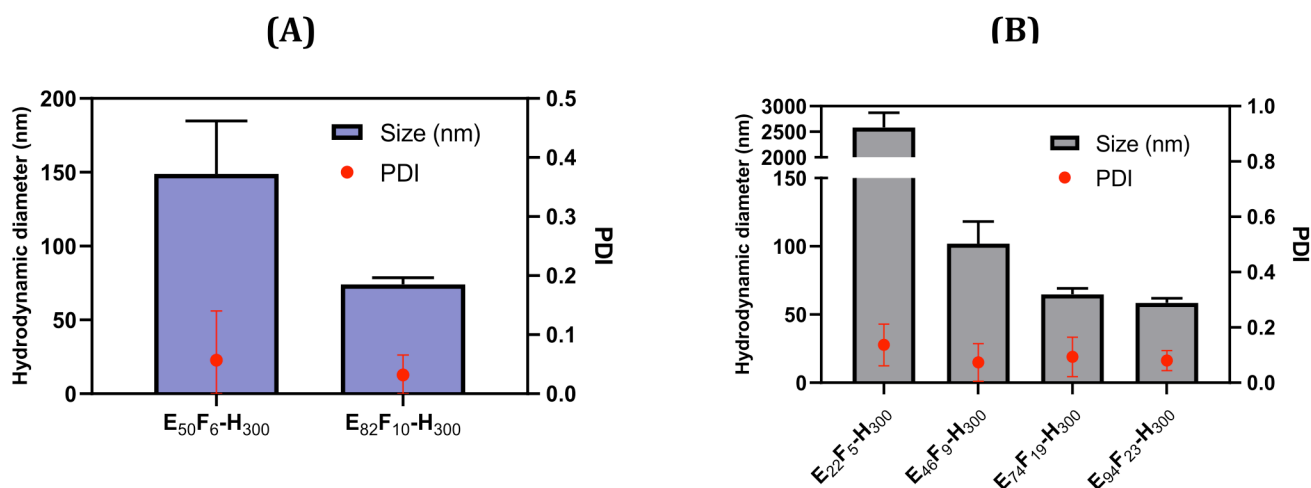 (A)
Hydrodynamic diameter (nm)
200
150
100
50
0
Size (nm)
PDI
0.5
0.4
0.3
0.2
0.1
0.0
PDI
E₅₀F₆-H₃₀₀
E₈₂F₁₀-H₃₀₀
(B)
Hydrodynamic diameter (nm)
3000
2500
2000
150
100
50
0
Size (nm)
PDI
1.0
0.8
0.6
0.4
0.2
0.0
PDI
E₂₂F₅-H₃₀₀
E₄₆F₉-H₃₀₀
E₇₄F₁₉-H₃₀₀
E₉₄F₂₃-H₃₀₀